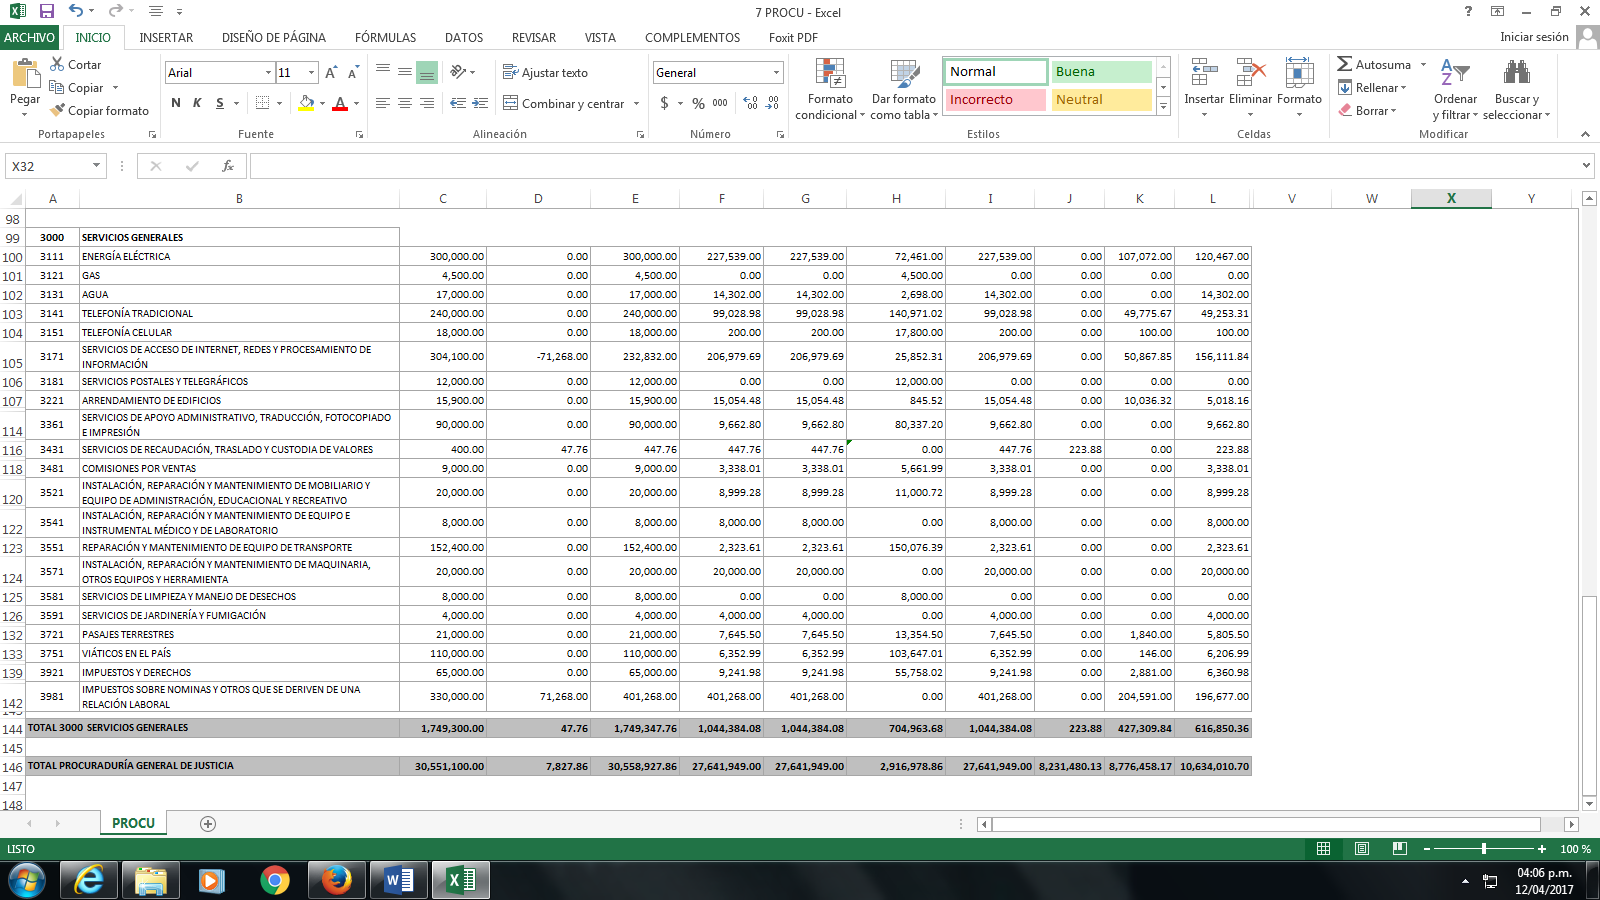 7 PROCU - Excel
ARCHIVO INICIO INSERTAR DISEÑO DE PÁGINA FÓRMULAS DATOS REVISAR VISTA COMPLEMENTOS Foxit PDF Iniciar sesión
Pegar Cortar Copiar Copiar formato Portapapeles
Arial 11 N K S Fuente
Ajustar texto Combinar y centrar Alineación
General $ % 000 Número
Formato condicional Dar formato como tabla Normal Buena Incorrecto Neutral Estilos
Insertar Eliminar Formato Celdas
Autosuma Rellenar Borrar Ordenar y filtrar Buscar y seleccionar Modificar
X32 fx
A B C D E F G H I J K L V W X Y
98
99 3000 SERVICIOS GENERALES
100 3111 ENERGÍA ELÉCTRICA 300,000.00 0.00 300,000.00 227,539.00 227,539.00 72,461.00 227,539.00 0.00 107,072.00 120,467.00
101 3121 GAS 4,500.00 0.00 4,500.00 0.00 0.00 4,500.00 0.00 0.00 0.00 0.00
102 3131 AGUA 17,000.00 0.00 17,000.00 14,302.00 14,302.00 2,698.00 14,302.00 0.00 0.00 14,302.00
103 3141 TELEFONÍA TRADICIONAL 240,000.00 0.00 240,000.00 99,028.98 99,028.98 140,971.02 99,028.98 0.00 49,775.67 49,253.31
104 3151 TELEFONÍA CELULAR 18,000.00 0.00 18,000.00 200.00 200.00 17,800.00 200.00 0.00 100.00 100.00
105 3171 SERVICIOS DE ACCESO DE INTERNET, REDES Y PROCESAMIENTO DE
INFORMACIÓN 304,100.00 -71,268.00 232,832.00 206,979.69 206,979.69 25,852.31 206,979.69 0.00 50,867.85 156,111.84
106 3181 SERVICIOS POSTALES Y TELEGRÁFICOS 12,000.00 0.00 12,000.00 0.00 0.00 12,000.00 0.00 0.00 0.00 0.00
107 3221 ARRENDAMIENTO DE EDIFICIOS 15,900.00 0.00 15,900.00 15,054.48 15,054.48 845.52 15,054.48 0.00 10,036.32 5,018.16
114 3361 SERVICIOS DE APOYO ADMINISTRATIVO, TRADUCCIÓN, FOTOCOPIADO
E IMPRESIÓN 90,000.00 0.00 90,000.00 9,662.80 9,662.80 80,337.20 9,662.80 0.00 0.00 9,662.80
116 3431 SERVICIOS DE RECAUDACIÓN, TRASLADO Y CUSTODIA DE VALORES 400.00 47.76 447.76 447.76 447.76 0.00 447.76 223.88 0.00 223.88
118 3481 COMISIONES POR VENTAS 9,000.00 0.00 9,000.00 3,338.01 3,338.01 5,661.99 3,338.01 0.00 0.00 3,338.01
120 3521 INSTALACIÓN, REPARACIÓN Y MANTENIMIENTO DE MOBILIARIO Y
EQUIPO DE ADMINISTRACIÓN, EDUCACIONAL Y RECREATIVO 20,000.00 0.00 20,000.00 8,999.28 8,999.28 11,000.72 8,999.28 0.00 0.00 8,999.28
122 3541 INSTALACIÓN, REPARACIÓN Y MANTENIMIENTO DE EQUIPO E
INSTRUMENTAL MÉDICO Y DE LABORATORIO 8,000.00 0.00 8,000.00 8,000.00 8,000.00 0.00 8,000.00 0.00 0.00 8,000.00
123 3551 REPARACIÓN Y MANTENIMIENTO DE EQUIPO DE TRANSPORTE 152,400.00 0.00 152,400.00 2,323.61 2,323.61 150,076.39 2,323.61 0.00 0.00 2,323.61
124 3571 INSTALACIÓN, REPARACIÓN Y MANTENIMIENTO DE MAQUINARIA,
OTROS EQUIPOS Y HERRAMIENTA 20,000.00 0.00 20,000.00 20,000.00 20,000.00 0.00 20,000.00 0.00 0.00 20,000.00
125 3581 SERVICIOS DE LIMPIEZA Y MANEJO DE DESECHOS 8,000.00 0.00 8,000.00 0.00 0.00 8,000.00 0.00 0.00 0.00 0.00
126 3591 SERVICIOS DE JARDINERÍA Y FUMIGACIÓN 4,000.00 0.00 4,000.00 4,000.00 4,000.00 0.00 4,000.00 0.00 0.00 4,000.00
132 3721 PASAJES TERRESTRES 21,000.00 0.00 21,000.00 7,645.50 7,645.50 13,354.50 7,645.50 0.00 1,840.00 5,805.50
133 3751 VIÁTICOS EN EL PAÍS 110,000.00 0.00 110,000.00 6,352.99 6,352.99 103,647.01 6,352.99 0.00 146.00 6,206.99
139 3921 IMPUESTOS Y DERECHOS 65,000.00 0.00 65,000.00 9,241.98 9,241.98 55,758.02 9,241.98 0.00 2,881.00 6,360.98
142 3981 IMPUESTOS SOBRE NOMINAS Y OTROS QUE SE DERIVEN DE UNA
RELACIÓN LABORAL 330,000.00 71,268.00 401,268.00 401,268.00 401,268.00 0.00 401,268.00 0.00 204,591.00 196,677.00
144 TOTAL 3000 SERVICIOS GENERALES 1,749,300.00 47.76 1,749,347.76 1,044,384.08 1,044,384.08 704,963.68 1,044,384.08 223.88 427,309.84 616,850.36
145
146 TOTAL PROCURADURÍA GENERAL DE JUSTICIA 30,551,100.00 7,827.86 30,558,927.86 27,641,949.00 27,641,949.00 2,916,978.86 27,641,949.00 8,231,480.13 8,776,458.17 10,634,010.70
147
148
PROCU
LISTO 100 %
04:06 p.m.
12/04/2017